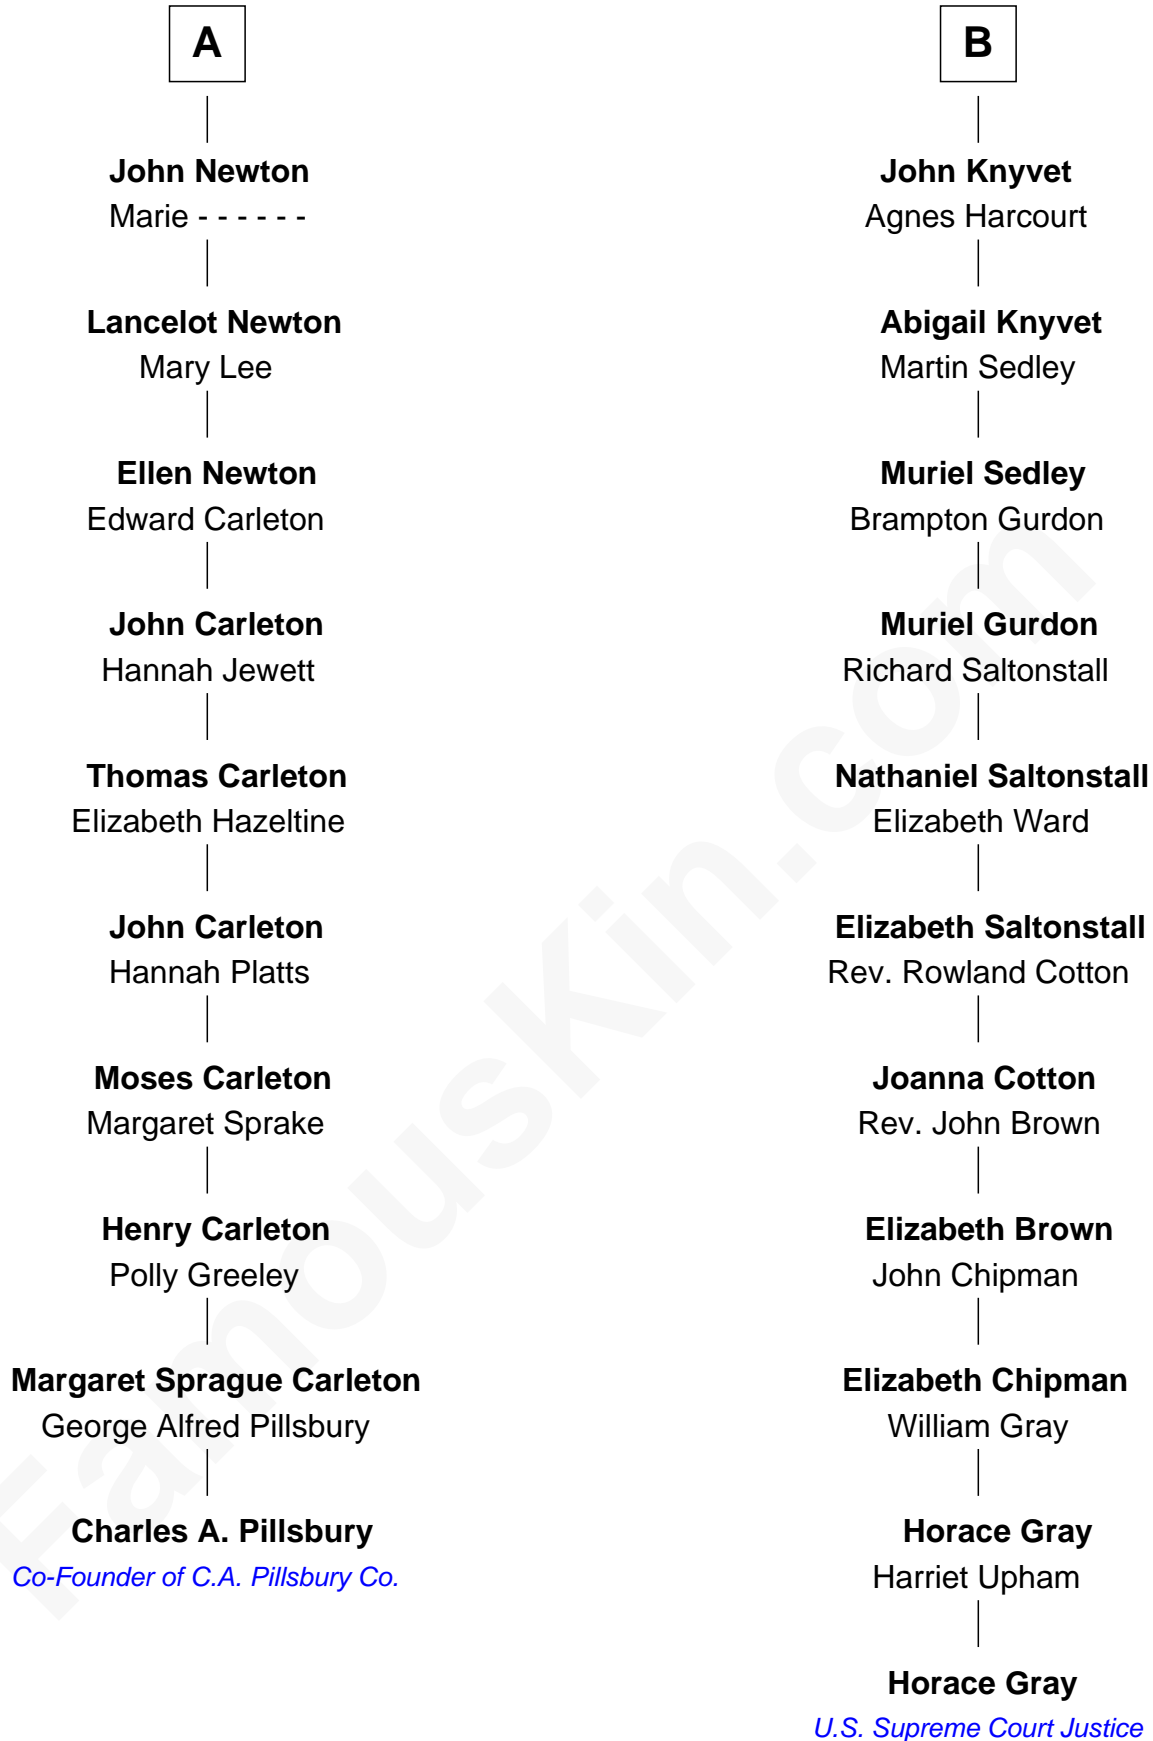 A
John Newton
Marie - - - - - -
Lancelot Newton
Mary Lee
Ellen Newton
Edward Carleton
John Carleton
Hannah Jewett
Thomas Carleton
Elizabeth Hazeltine
John Carleton
Hannah Platts
Moses Carleton
Margaret Sprake
Henry Carleton
Polly Greeley
Margaret Sprague Carleton
George Alfred Pillsbury
Charles A. Pillsbury
Co-Founder of C.A. Pillsbury Co.
B
John Knyvet
Agnes Harcourt
Abigail Knyvet
Martin Sedley
Muriel Sedley
Brampton Gurdon
Muriel Gurdon
Richard Saltonstall
Nathaniel Saltonstall
Elizabeth Ward
Elizabeth Saltonstall
Rev. Rowland Cotton
Joanna Cotton
Rev. John Brown
Elizabeth Brown
John Chipman
Elizabeth Chipman
William Gray
Horace Gray
Harriet Upham
Horace Gray
U.S. Supreme Court Justice
FamousKin.com